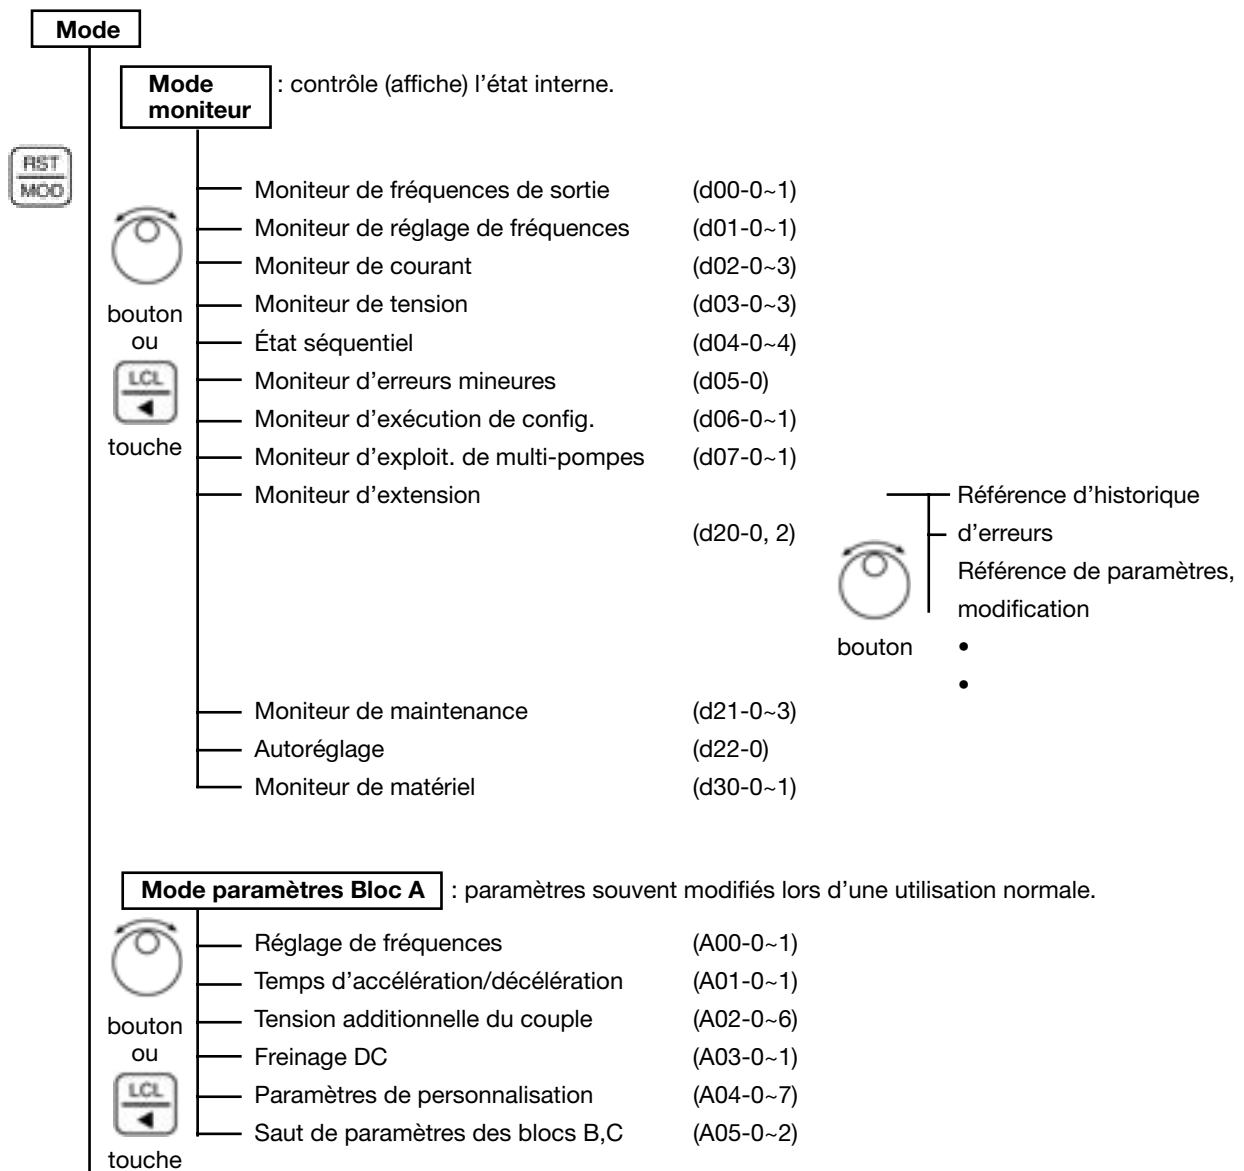 Mode
Mode
moniteur
: contrôle (affiche) l’état interne.
RST
MOD
Moniteur de fréquences de sortie (d00-0~1)
Moniteur de réglage de fréquences (d01-0~1)
Moniteur de courant (d02-0~3)
Moniteur de tension (d03-0~3)
État séquentiel (d04-0~4)
Moniteur d’erreurs mineures (d05-0)
Moniteur d’exécution de config. (d06-0~1)
Moniteur d’exploit. de multi-pompes (d07-0~1)
Moniteur d’extension
(d20-0, 2)
bouton
ou
LCL
touche
Référence d’historique
d’erreurs
Référence de paramètres,
modification
bouton
•
•
Moniteur de maintenance (d21-0~3)
Autoréglage (d22-0)
Moniteur de matériel (d30-0~1)
Mode paramètres Bloc A : paramètres souvent modifiés lors d’une utilisation normale.
Réglage de fréquences (A00-0~1)
Temps d’accélération/décélération (A01-0~1)
Tension additionnelle du couple (A02-0~6)
Freinage DC (A03-0~1)
Paramètres de personnalisation (A04-0~7)
Saut de paramètres des blocs B,C (A05-0~2)
bouton
ou
LCL
touche